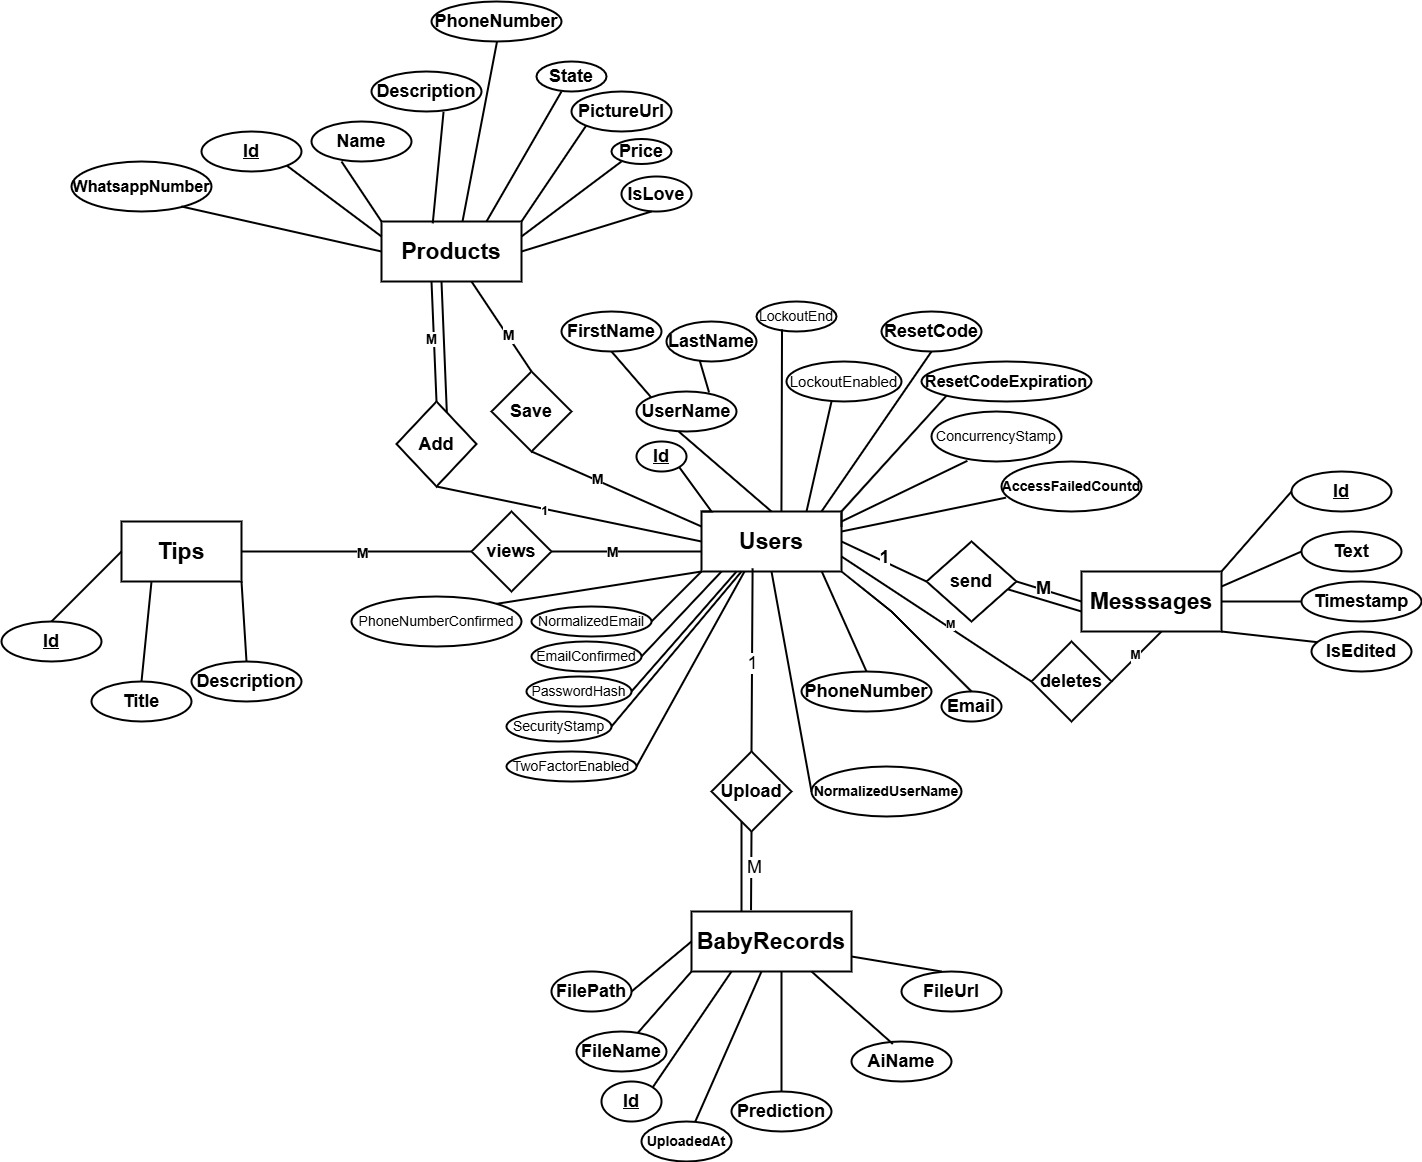 PhoneNumber
State
Description
PictureUrl
Name
Id
Price
WhatsappNumber
IsLove
Products
M
M
Add
Save
1
M
FirstName
LastName
UserName
Id
LockoutEnd
ResetCode
LockoutEnabled
ResetCodeExpiration
ConcurrencyStamp
AccessFailedCountd
Users
Tips
M
views
M
Id
Title
Description
PhoneNumberConfirmed
NormalizedEmail
EmailConfirmed
PasswordHash
SecurityStamp
TwoFactorEnabled
1
send
M
Messsages
Id
Text
Timestamp
IsEdited
M
deletes
M
PhoneNumber
Email
NormalizedUserName
1
Upload
M
BabyRecords
FilePath
FileName
Id
UploadedAt
Prediction
AiName
FileUrl